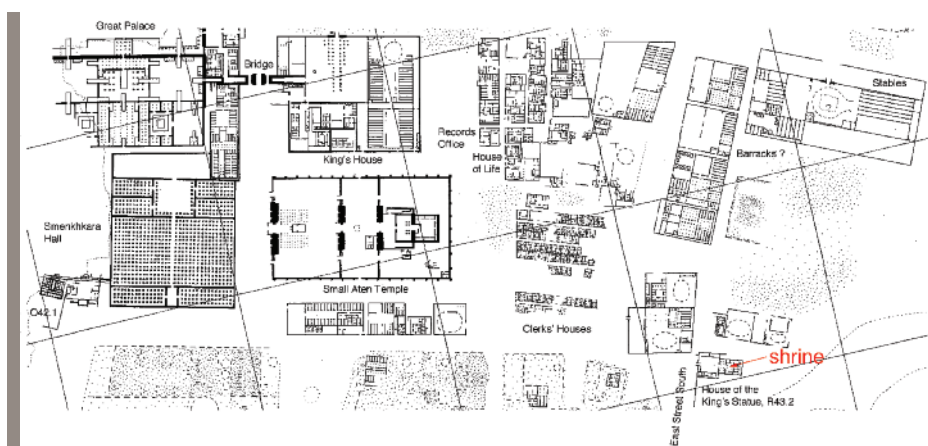 Great Palace
Bridge
Stables
Records
Office
House
of Life
King's House
Barracks ?
Smenkhkara
Hall
Small Aten Temple
O42.1
Clerks' Houses
shrine
House of the
King's Statue, R43.2
East Street South